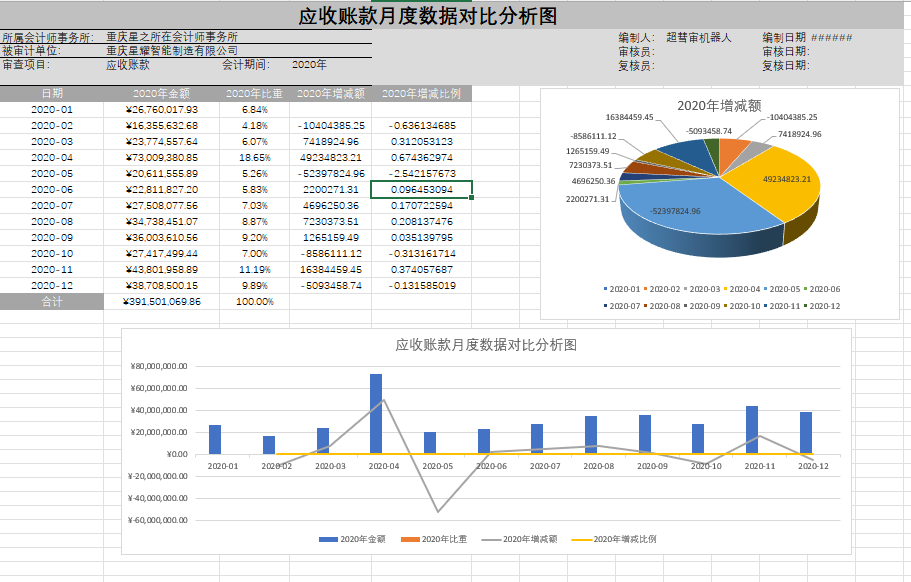 应收账款月度数据对比分析图
所属会计师事务所: 重庆星之所在会计师事务所 编制人: 超彗审机器人 编制日期 ######
被审计单位: 重庆星耀智能制造有限公司 审核员: 审核日期:
审查项目: 应收账款 会计期间: 2020年 复核员: 复核日期:
日期 2020年金额 2020年比重 2020年增减额 2020年增减比例
2020-01 ¥26,760,017.93 6.84%
2020-02 ¥16,355,632.68 4.18% -10404385.25 -0.636134685
2020-03 ¥23,774,557.64 6.07% 7418924.96 0.312053123
2020-04 ¥73,009,380.85 18.65% 49234823.21 0.674362974
2020-05 ¥20,611,555.89 5.26% -52397824.96 -2.542157673
2020-06 ¥22,811,827.20 5.83% 2200271.31 0.096453094
2020-07 ¥27,508,077.56 7.03% 4696250.36 0.170722594
2020-08 ¥34,738,451.07 8.87% 7230373.51 0.208137476
2020-09 ¥36,003,610.56 9.20% 1265159.49 0.035139795
2020-10 ¥27,417,499.44 7.00% -8586111.12 -0.313161714
2020-11 ¥43,801,958.89 11.19% 16384459.45 0.374057687
2020-12 ¥38,708,500.15 9.89% -5093458.74 -0.131585019
合计 ¥391,501,069.86 100.00%
2020年增减额
16384459.45 -5093458.74 -10404385.25
-8586111.12 7418924.96
1265159.49
7230373.51
4696250.36 49234823.21
2200271.31
-52397824.96
2020-01 2020-02 2020-03 2020-04 2020-05 2020-06
2020-07 2020-08 2020-09 2020-10 2020-11 2020-12
应收账款月度数据对比分析图
¥80,000,000.00
¥60,000,000.00
¥40,000,000.00
¥20,000,000.00
¥0.00
2020-01 2020-02 2020-03 2020-04 2020-05 2020-06 2020-07 2020-08 2020-09 2020-10 2020-11 2020-12
¥-20,000,000.00
¥-40,000,000.00
¥-60,000,000.00
2020年金额 2020年比重 2020年增减额 2020年增减比例